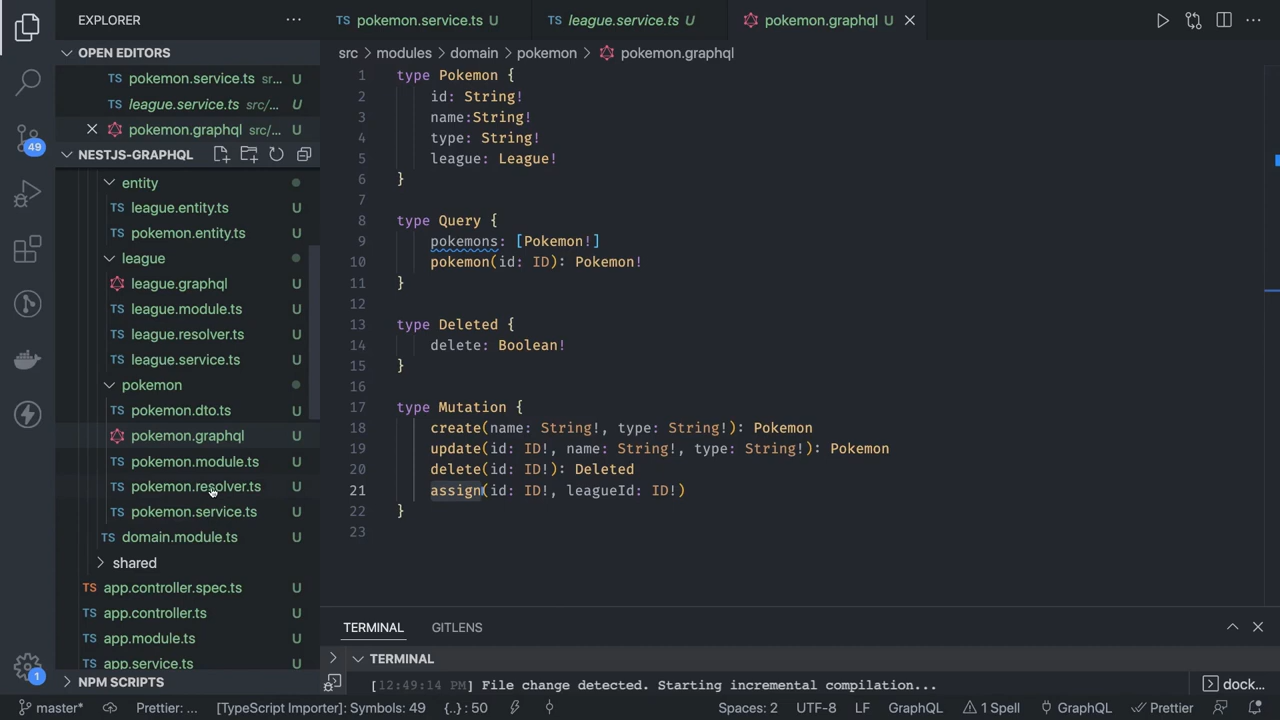 EXPLORER
OPEN EDITORS
TS pokemon.service.ts sr... U
TS league.service.ts src/... U
pokemon.graphql src/... U
NESTJS-GRAPHQL
entity
TS league.entity.ts U
TS pokemon.entity.ts U
league
league.graphql U
TS league.module.ts U
TS league.resolver.ts U
TS league.service.ts U
pokemon
TS pokemon.dto.ts U
pokemon.graphql U
TS pokemon.module.ts U
TS pokemon.resolver.ts U
TS pokemon.service.ts U
TS domain.module.ts U
shared
TS app.controller.spec.ts U
TS app.controller.ts U
TS app.module.ts U
TS app.service.ts U
NPM SCRIPTS
49
1
TS pokemon.service.ts U
TS league.service.ts U
pokemon.graphql U
src > modules > domain > pokemon > pokemon.graphql
1 type Pokemon {
2 id: String!
3 name:String!
4 type: String!
5 league: League!
6 }
7
8 type Query {
9 pokemons: [Pokemon!]
10 pokemon(id: ID): Pokemon!
11 }
12
13 type Deleted {
14 delete: Boolean!
15 }
16
17 type Mutation {
18 create(name: String!, type: String!): Pokemon
19 update(id: ID!, name: String!, type: String!): Pokemon
20 delete(id: ID!): Deleted
21 assign(id: ID!, leagueId: ID!)
22 }
23
TERMINAL GITLENS
TERMINAL
[12:49:14 PM] File change detected. Starting incremental compilation...
dock...
master* Prettier: ... [TypeScript Importer]: Symbols: 49 {..} : 50 Spaces: 2 UTF-8 LF GraphQL 1 Spell GraphQL Prettier